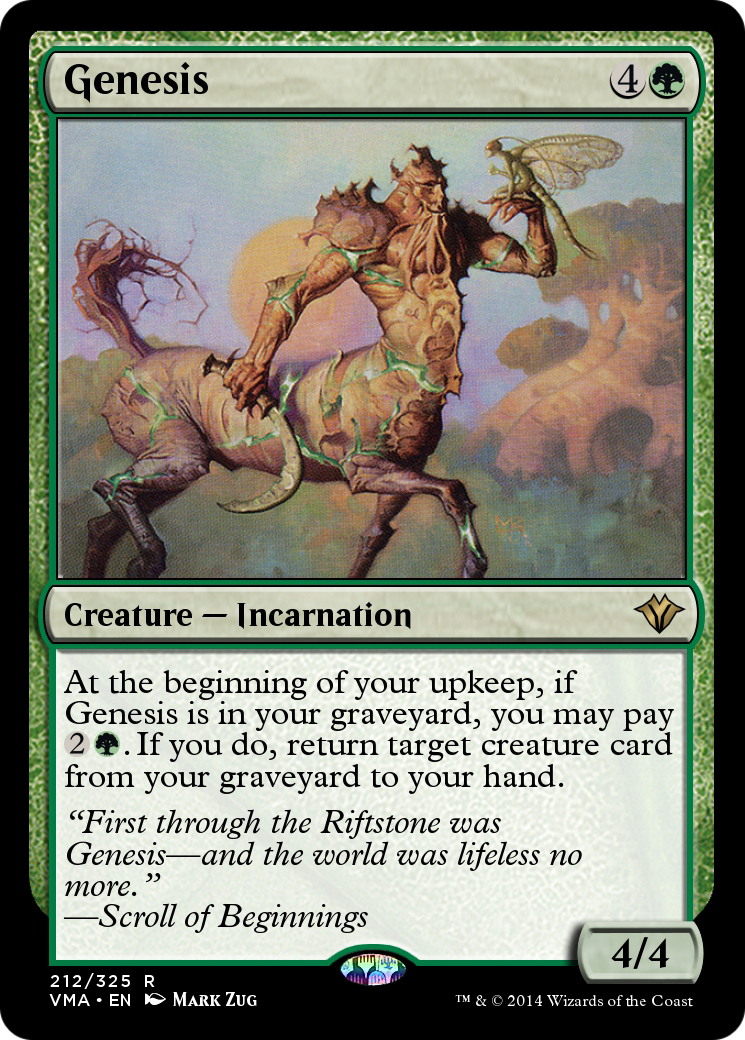 Genesis 4
Creature — Incarnation
At the beginning of your upkeep, if
Genesis is in your graveyard, you may pay
2 . If you do, return target creature card
from your graveyard to your hand.
“First through the Riftstone was
Genesis—and the world was lifeless no
more.”
—Scroll of Beginnings
4/4
212/325 R
VMA • EN Mark Zug
™ & © 2014 Wizards of the Coast